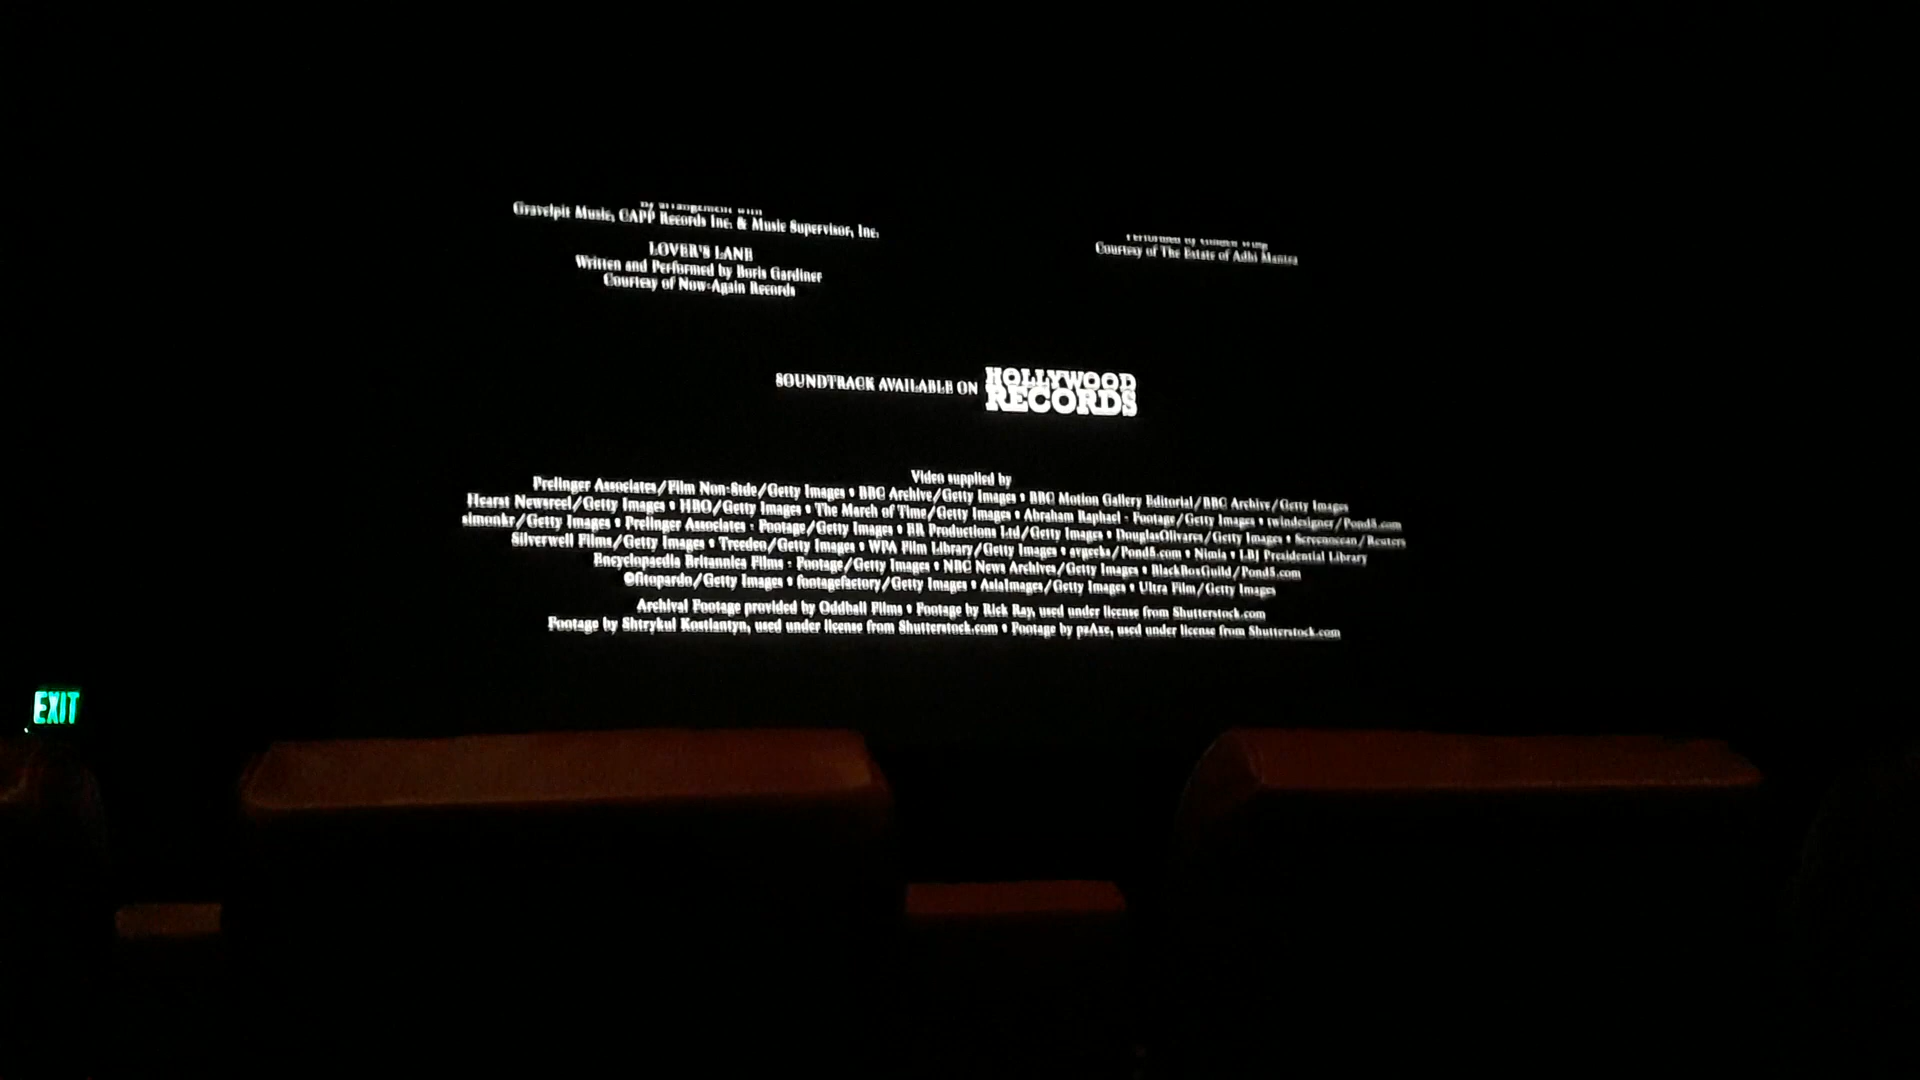 By arrangement with
Gravelpit Music, CAPP Records Inc. & Music Supervisor, Inc.
LOVER'S LANE
Written and Performed by Boris Gardiner
Courtesy of Now-Again Records
Performed by
Courtesy of The Estate of Adhi Mantra
SOUNDTRACK AVAILABLE ON HOLLYWOOD RECORDS
Video supplied by
Prelinger Associates/Film Non-Side/Getty Images • BBC Archive/Getty Images • BBC Motion Gallery Editorial/BBC Archive/Getty Images
Hearst Newsreel/Getty Images • HBO/Getty Images • The March of Time/Getty Images • Abraham Raphael - Footage/Getty Images • twindesigner/Pond5.com
simonkr/Getty Images • Prelinger Associates - Footage/Getty Images • BR Productions Ltd/Getty Images • DouglasOlivares/Getty Images • Screenocean/Reuters
Silverwell Films/Getty Images • Treeden/Getty Images • WPA Film Library/Getty Images • avgeeks/Pond5.com • Nimia • LBJ Presidential Library
Encyclopaedia Britannica Films - Footage/Getty Images • NBC News Archives/Getty Images • BlackBoxGuild/Pond5.com
©fitopardo/Getty Images • footagefactory/Getty Images • AsiaImages/Getty Images • Ultra Film/Getty Images
Archival Footage provided by Oddball Films • Footage by Rick Ray, used under license from Shutterstock.com
Footage by Shtrykul Kostiantyn, used under license from Shutterstock.com • Footage by pzAxe, used under license from Shutterstock.com
EXIT